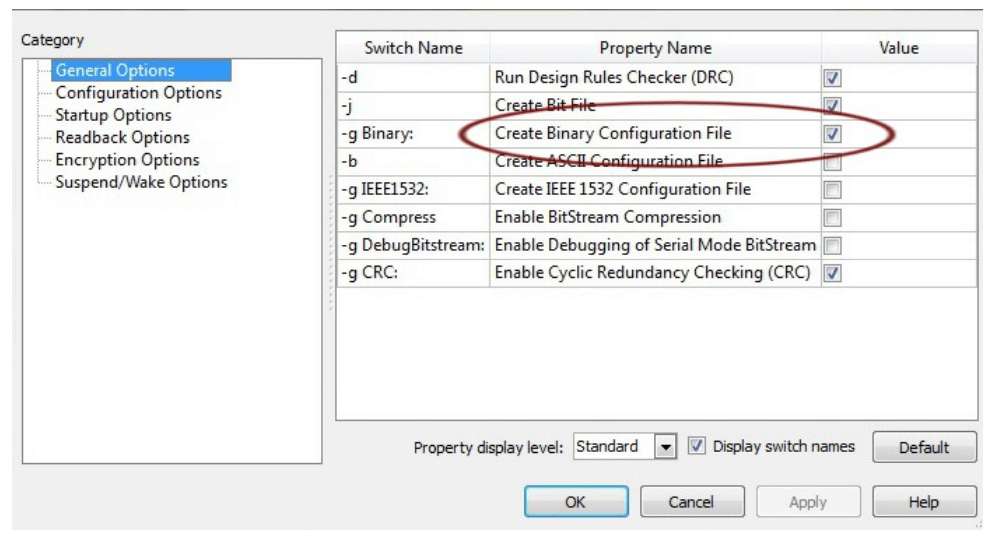 Category
General Options
Configuration Options
Startup Options
Readback Options
Encryption Options
Suspend/Wake Options
Switch Name Property Name Value
-d Run Design Rules Checker (DRC)
-j Create Bit File
-g Binary: Create Binary Configuration File
-b Create ASCII Configuration File
-g IEEE1532: Create IEEE 1532 Configuration File
-g Compress Enable BitStream Compression
-g DebugBitstream: Enable Debugging of Serial Mode BitStream
-g CRC: Enable Cyclic Redundancy Checking (CRC)
Property display level: Standard Display switch names Default
OK Cancel Apply Help